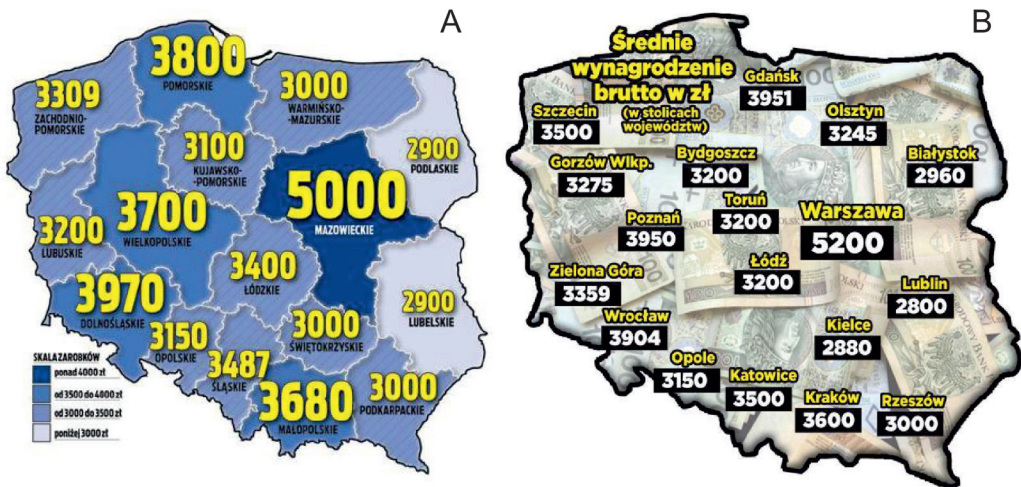 A
3800
POMORSKIE
3309
ZACHODNIO-
POMORSKIE
3000
WARMIŃSKO-
MAZURSKIE
3100
KUJAWSKO-
-POMORSKIE
2900
PODLASKIE
5000
MAZOWIECKIE
3700
WIELKOPOLSKIE
3200
LUBUSKIE
3400
ŁÓDZKIE
3970
DOLNOŚLĄSKIE
2900
LUBELSKIE
3150
OPOLSKIE
3000
ŚWIĘTOKRZYSKIE
3487
ŚLĄSKIE
3680
MAŁOPOLSKIE
3000
PODKARPACKIE
SKALA ZAROBKÓW
ponad 4000 zł
od 3500 do 4000 zł
od 3000 do 3500 zł
poniżej 3000 zł
B
Średnie
wynagrodzenie
brutto w zł
(w stolicach
województw)
Gdańsk
3951
Szczecin
3500
Olsztyn
3245
Gorzów Wlkp.
3275
Bydgoszcz
3200
Białystok
2960
Toruń
3200
Poznań
3950
Warszawa
5200
Zielona Góra
3359
Łódź
3200
Lublin
2800
Wrocław
3904
Kielce
2880
Opole
3150
Katowice
3500
Kraków
3600
Rzeszów
3000